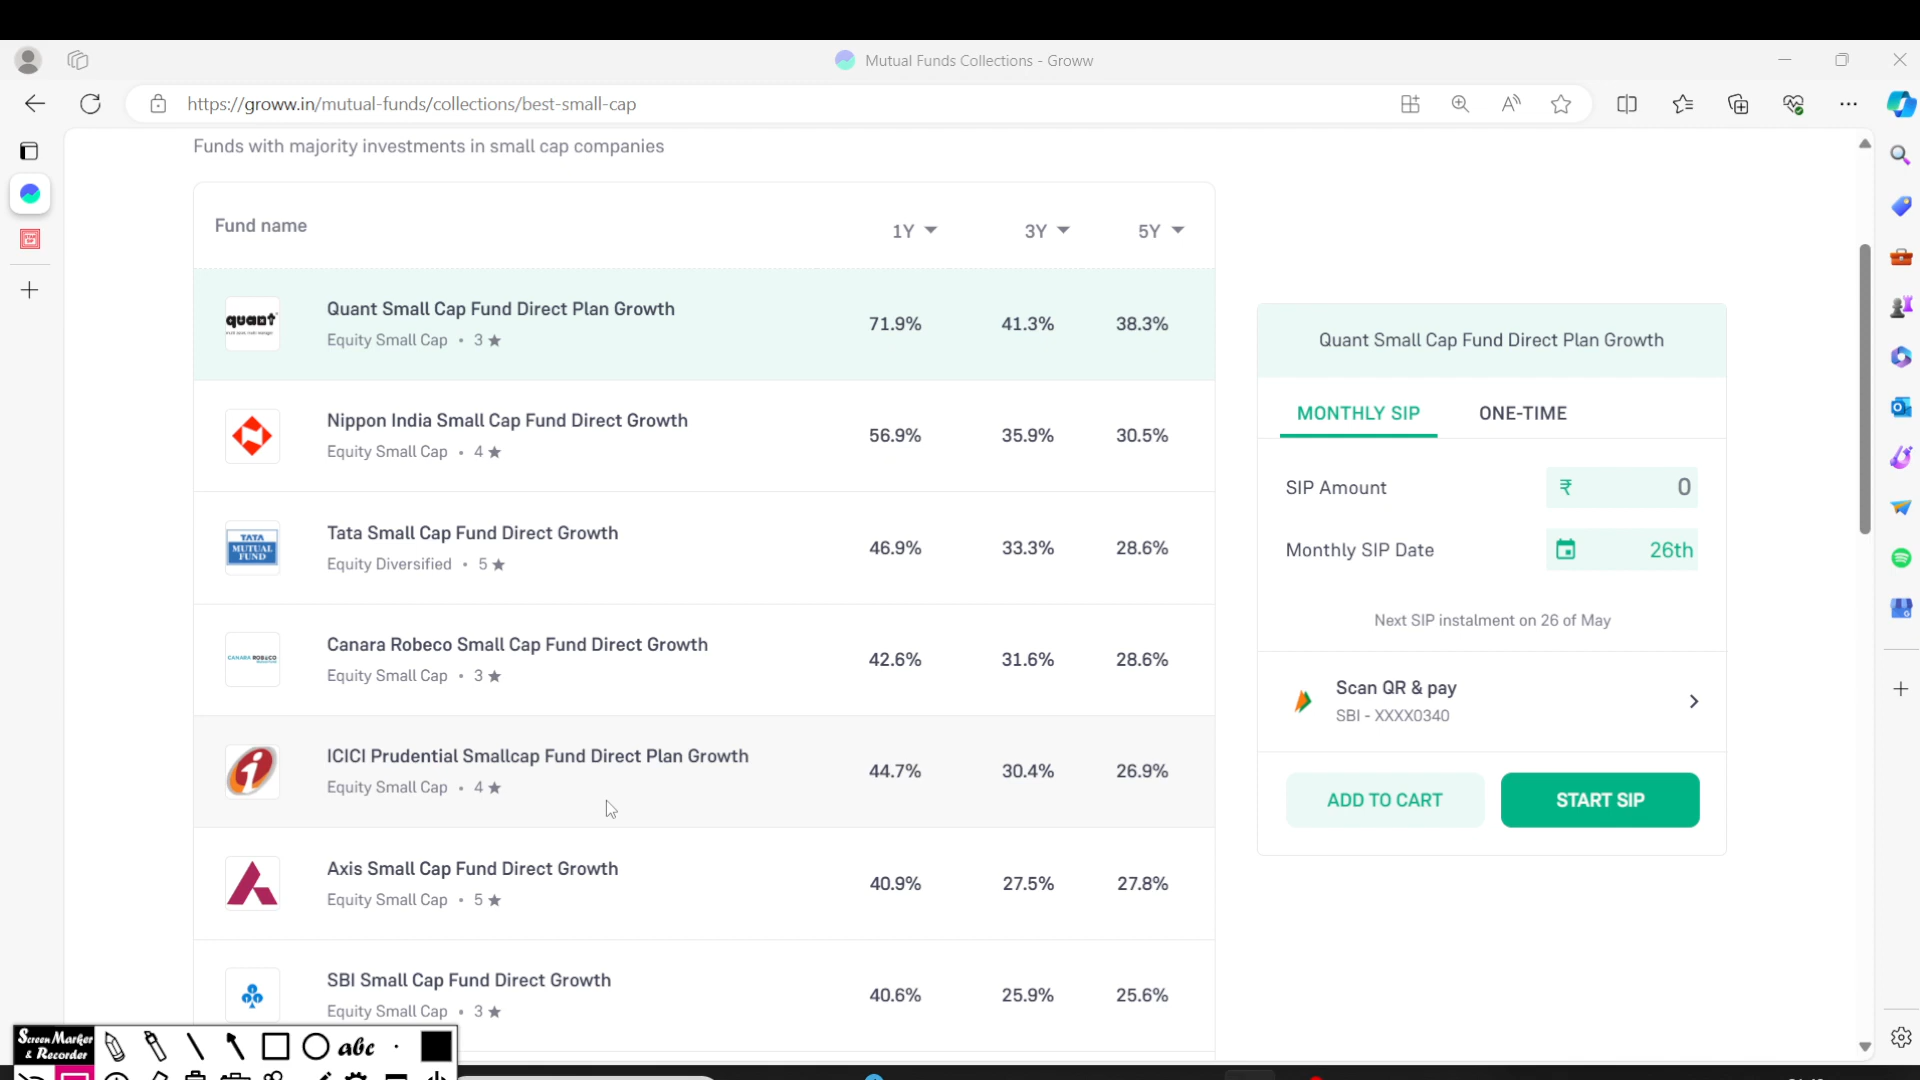 Mutual Funds Collections - Groww
https://groww.in/mutual-funds/collections/best-small-cap
Funds with majority investments in small cap companies
Fund name 1Y 3Y 5Y
quant
Quant Small Cap Fund Direct Plan Growth
Equity Small Cap • 3 ★
71.9% 41.3% 38.3%
Nippon India Small Cap Fund Direct Growth
Equity Small Cap • 4 ★
56.9% 35.9% 30.5%
TATA
MUTUAL
FUND
Tata Small Cap Fund Direct Growth
Equity Diversified • 5 ★
46.9% 33.3% 28.6%
CANARA ROBECO
Canara Robeco Small Cap Fund Direct Growth
Equity Small Cap • 3 ★
42.6% 31.6% 28.6%
ICICI Prudential Smallcap Fund Direct Plan Growth
Equity Small Cap • 4 ★
44.7% 30.4% 26.9%
Axis Small Cap Fund Direct Growth
Equity Small Cap • 5 ★
40.9% 27.5% 27.8%
SBI Small Cap Fund Direct Growth
Equity Small Cap • 3 ★
40.6% 25.9% 25.6%
Quant Small Cap Fund Direct Plan Growth
MONTHLY SIP ONE-TIME
SIP Amount ₹ 0
Monthly SIP Date 26th
Next SIP instalment on 26 of May
Scan QR & pay
SBI - XXXX0340
ADD TO CART START SIP
Screen Marker
& Recorder
abc